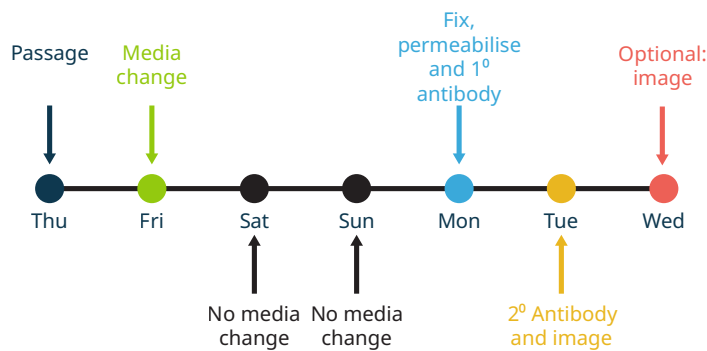 Passage
Media
change
Fix,
permeabilise
and 1⁰
antibody
Optional:
image
Thu
Fri
Sat
Sun
Mon
Tue
Wed
No media
change
No media
change
2⁰ Antibody
and image